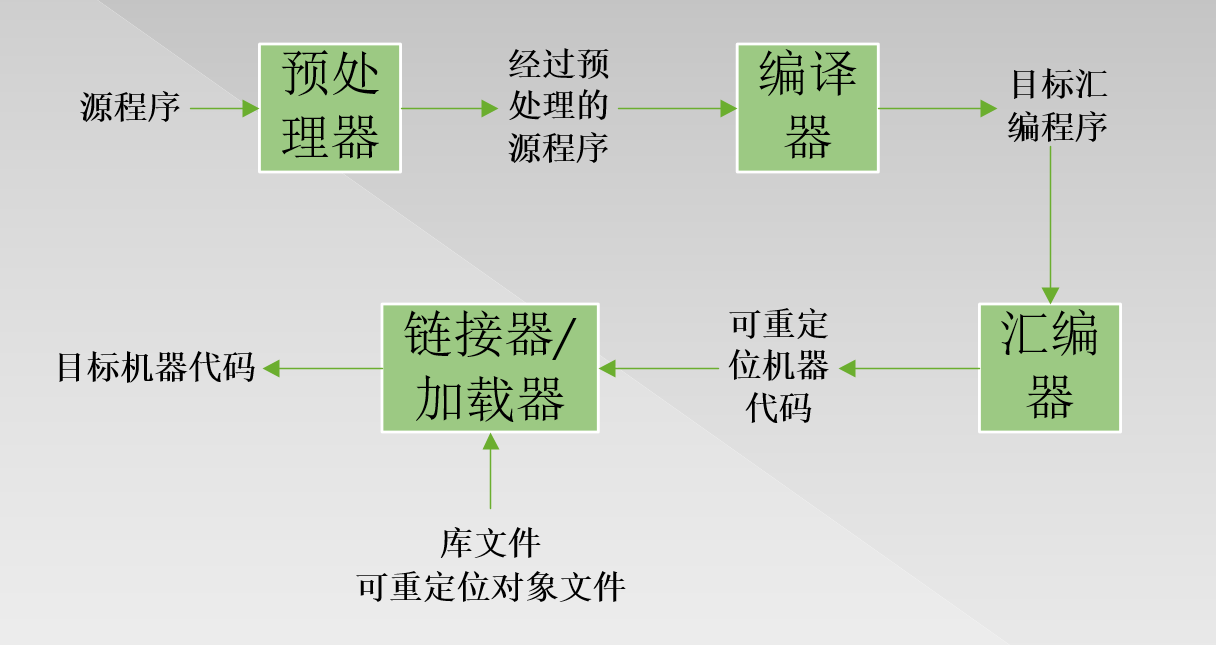 源程序
预处
理器
经过预
处理的
源程序
编译
器
目标汇
编程序
汇编
器
可重定
位机器
代码
链接器/
加载器
目标机器代码
库文件
可重定位对象文件